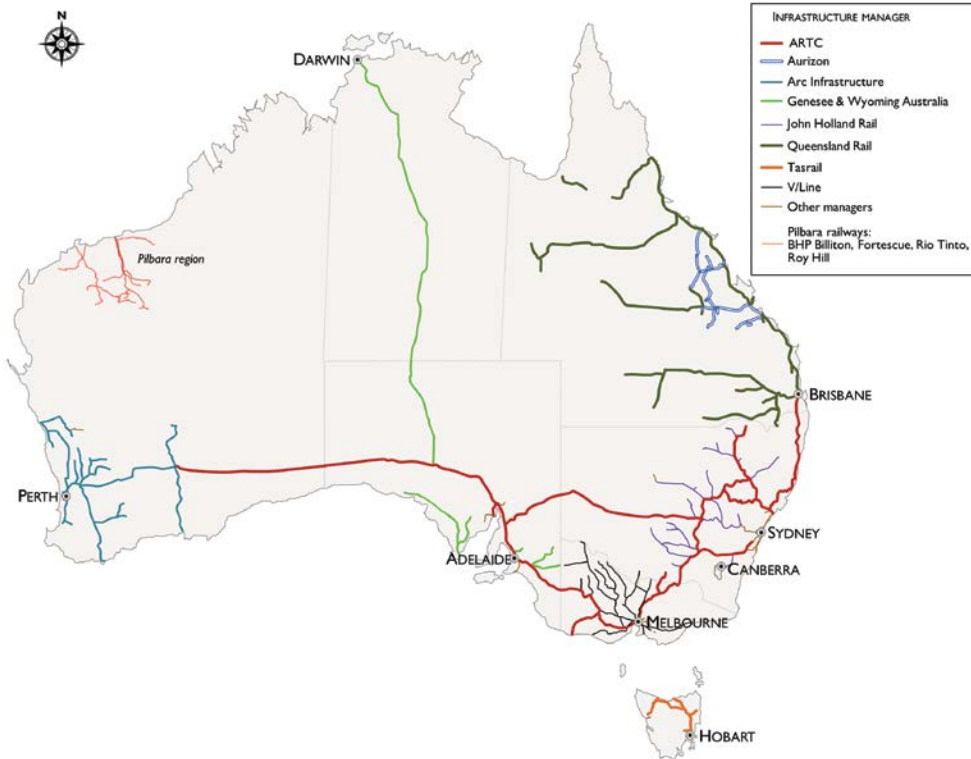 N
DARWIN
INFRASTRUCTURE MANAGER
ARTC
Aurizon
Arc Infrastructure
Genesee & Wyoming Australia
John Holland Rail
Queensland Rail
Tasrail
V/Line
Other managers
Pilbara railways:
BHP Billiton, Fortescue, Rio Tinto,
Roy Hill
Pilbara region
BRISBANE
PERTH
SYDNEY
ADELAIDE
CANBERRA
MELBOURNE
HOBART